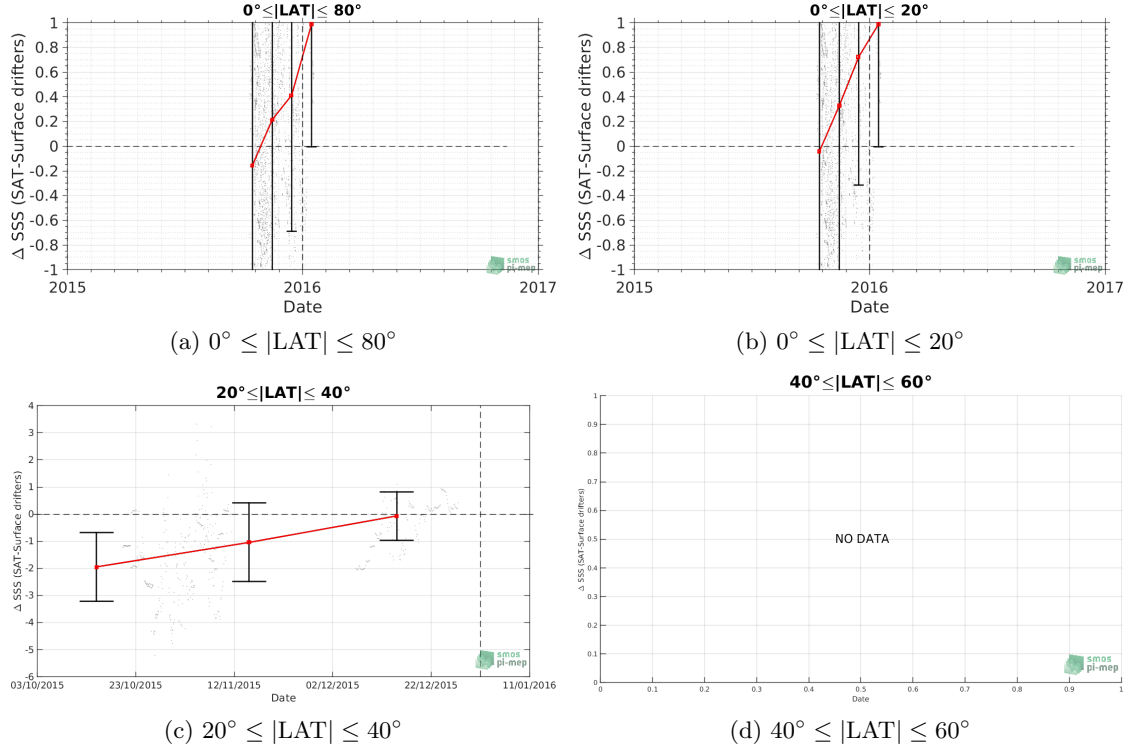 0°≤|LAT|≤ 80°
1
0.8
0.6
0.4
0.2
0
-0.2
-0.4
-0.6
-0.8
-1
Δ SSS (SAT-Surface drifters)
smos
pi-mep
2015
2016
2017
Date
(a) 0° ≤ |LAT| ≤ 80°
0°≤|LAT|≤ 20°
1
0.8
0.6
0.4
0.2
0
-0.2
-0.4
-0.6
-0.8
-1
Δ SSS (SAT-Surface drifters)
smos
pi-mep
2015
2016
2017
Date
(b) 0° ≤ |LAT| ≤ 20°
20°≤|LAT|≤ 40°
4
3
2
1
0
-1
-2
-3
-4
-5
-6
Δ SSS (SAT-Surface drifters)
smos
pi-mep
03/10/2015
23/10/2015
12/11/2015
02/12/2015
22/12/2015
11/01/2016
Date
(c) 20° ≤ |LAT| ≤ 40°
40°≤|LAT|≤ 60°
1
0.9
0.8
0.7
0.6
0.5
0.4
0.3
0.2
0.1
0
Δ SSS (SAT-Surface drifters)
NO DATA
smos
pi-mep
0
0.1
0.2
0.3
0.4
0.5
0.6
0.7
0.8
0.9
1
Date
(d) 40° ≤ |LAT| ≤ 60°